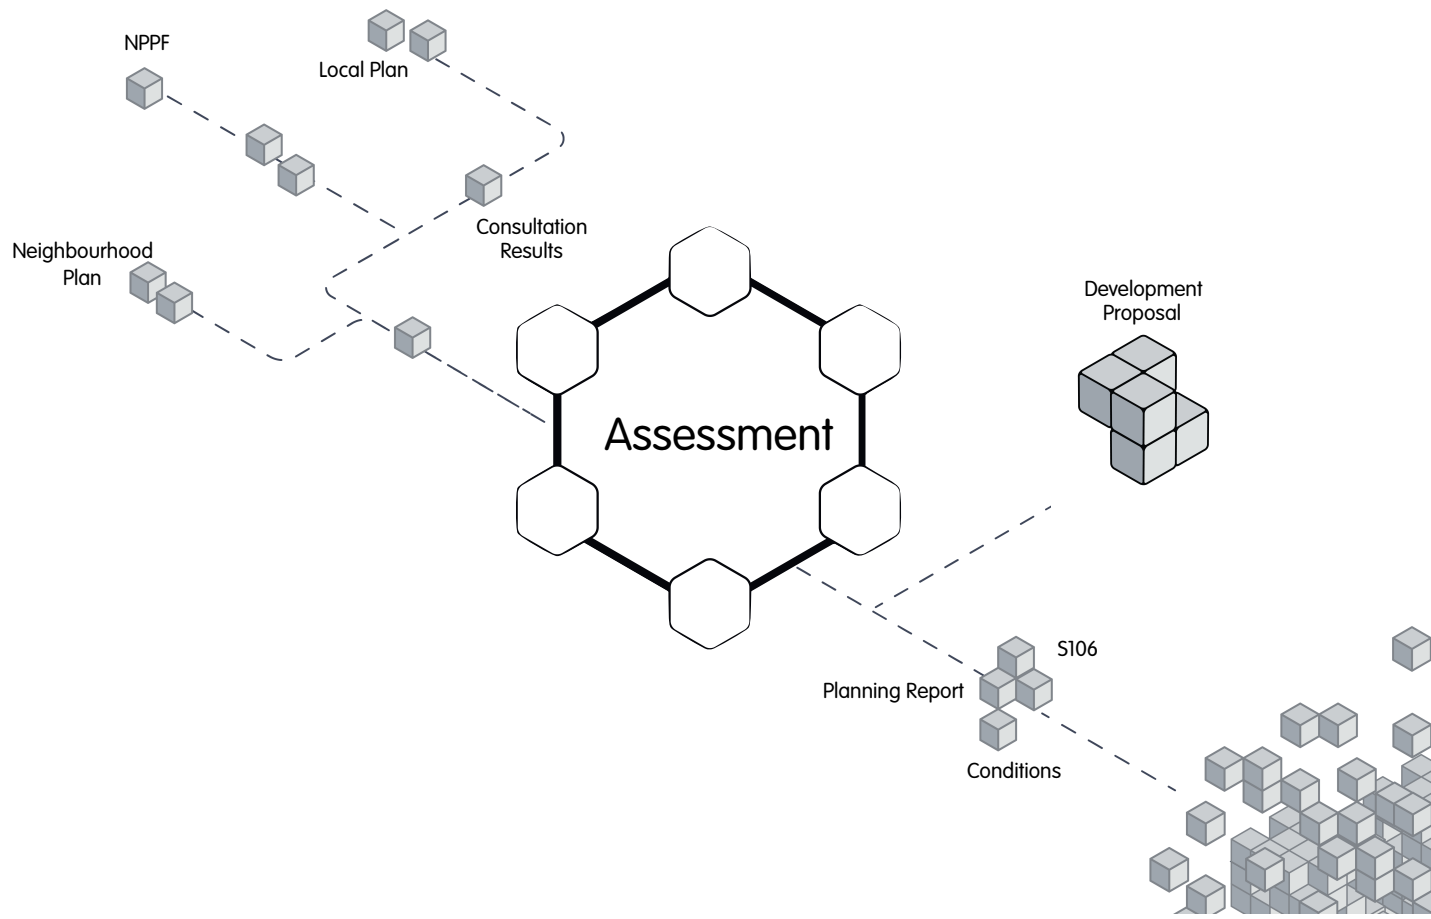 NPPF
Local Plan
Consultation
Results
Neighbourhood
Plan
Assessment
Development
Proposal
S106
Planning Report
Conditions